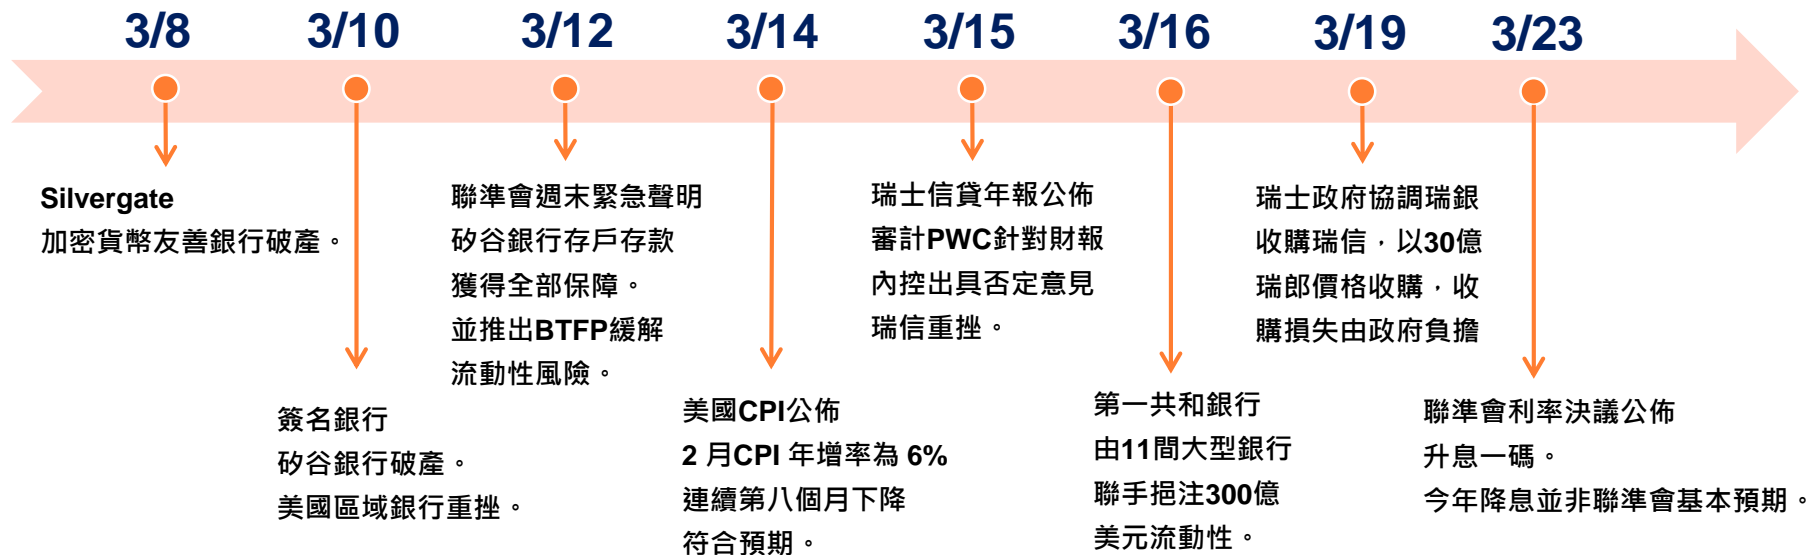 3/8
3/10
3/12
3/14
3/15
3/16
3/19
3/23
Silvergate
加密貨幣友善銀行破產。
簽名銀行
矽谷銀行破產。
美國區域銀行重挫。
聯準會週末緊急聲明
矽谷銀行存戶存款
獲得全部保障。
並推出BTFP緩解
流動性風險。
美國CPI公佈
2 月CPI 年增率為 6%
連續第八個月下降
符合預期。
瑞士信貸年報公佈
審計PWC針對財報
內控出具否定意見
瑞信重挫。
第一共和銀行
由11間大型銀行
聯手挹注300億
美元流動性。
瑞士政府協調瑞銀
收購瑞信，以30億
瑞郎價格收購，收
購損失由政府負擔
聯準會利率決議公佈
升息一碼。
今年降息並非聯準會基本預期。